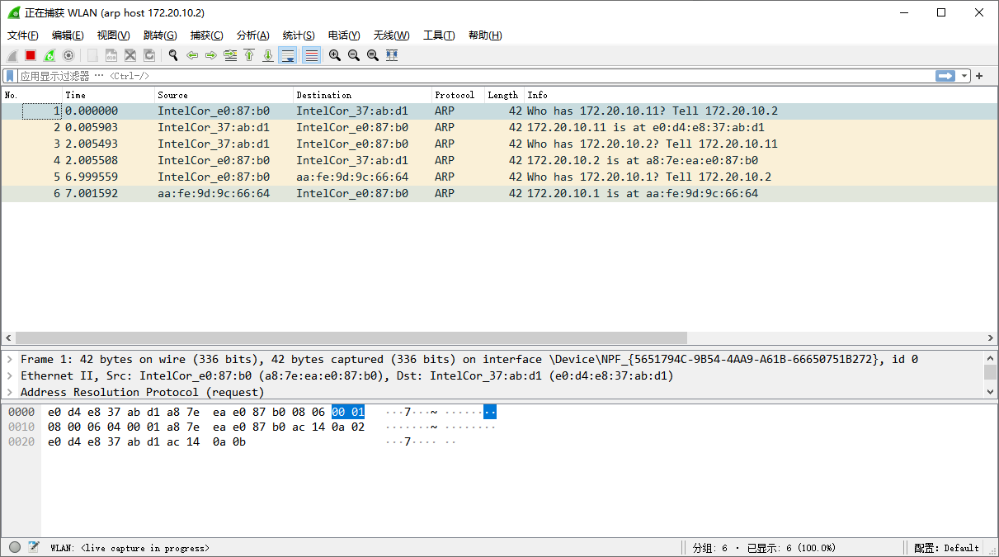 正在捕获 WLAN (arp host 172.20.10.2)
文件(F) 编辑(E) 视图(V) 跳转(G) 捕获(C) 分析(A) 统计(S) 电话(Y) 无线(W) 工具(T) 帮助(H)
应用显示过滤器 … <Ctrl-/>
No. Time Source Destination Protocol Length Info
1 0.000000 IntelCor_e0:87:b0 IntelCor_37:ab:d1 ARP 42 Who has 172.20.10.11? Tell 172.20.10.2
2 0.005903 IntelCor_37:ab:d1 IntelCor_e0:87:b0 ARP 42 172.20.10.11 is at e0:d4:e8:37:ab:d1
3 2.005493 IntelCor_37:ab:d1 IntelCor_e0:87:b0 ARP 42 Who has 172.20.10.2? Tell 172.20.10.11
4 2.005508 IntelCor_e0:87:b0 IntelCor_37:ab:d1 ARP 42 172.20.10.2 is at a8:7e:ea:e0:87:b0
5 6.999559 IntelCor_e0:87:b0 aa:fe:9d:9c:66:64 ARP 42 Who has 172.20.10.1? Tell 172.20.10.2
6 7.001592 aa:fe:9d:9c:66:64 IntelCor_e0:87:b0 ARP 42 172.20.10.1 is at aa:fe:9d:9c:66:64
Frame 1: 42 bytes on wire (336 bits), 42 bytes captured (336 bits) on interface \Device\NPF_{5651794C-9B54-4AA9-A61B-66650751B272}, id 0
Ethernet II, Src: IntelCor_e0:87:b0 (a8:7e:ea:e0:87:b0), Dst: IntelCor_37:ab:d1 (e0:d4:e8:37:ab:d1)
Address Resolution Protocol (request)
0000 e0 d4 e8 37 ab d1 a8 7e ea e0 87 b0 08 06 00 01 ···7···~ ········
0010 08 00 06 04 00 01 a8 7e ea e0 87 b0 ac 14 0a 02 ·······~ ········
0020 e0 d4 e8 37 ab d1 ac 14 0a 0b ···7···· ··
WLAN: <live capture in progress> 分组: 6 · 已显示: 6 (100.0%) 配置: Default